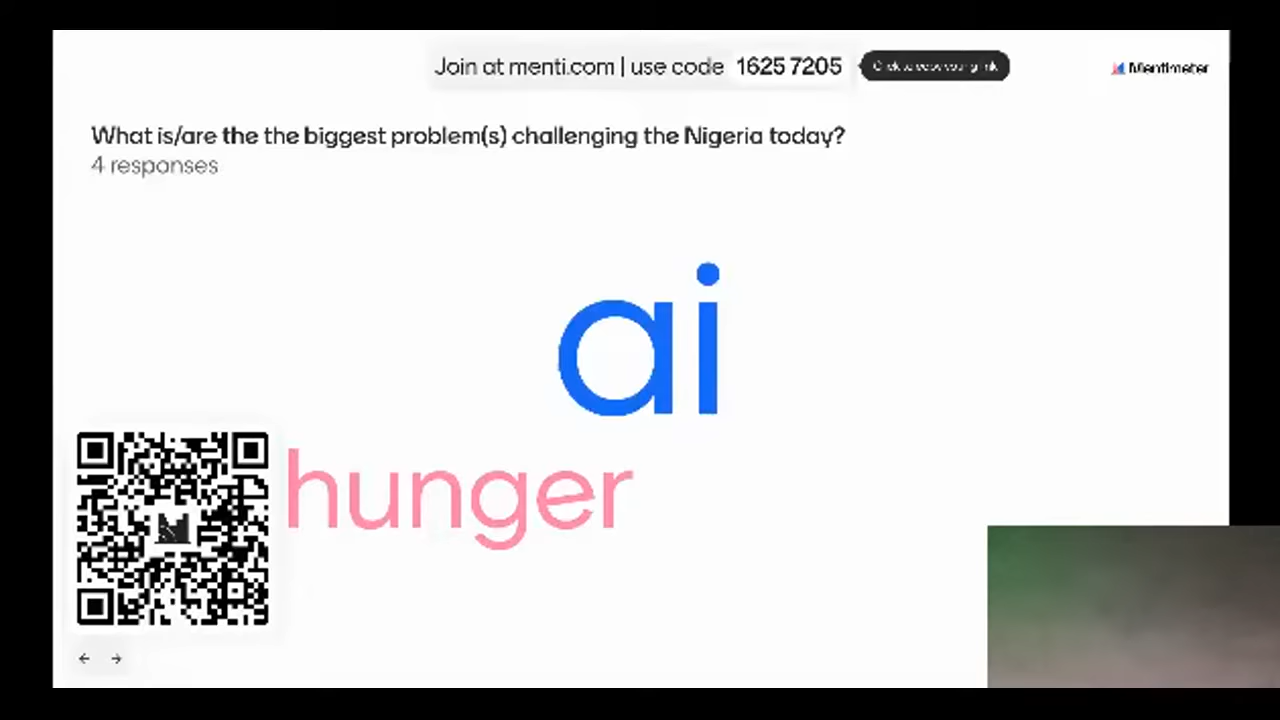 Join at menti.com | use code 1625 7205
Mentimeter
What is/are the the biggest problem(s) challenging the Nigeria today?
4 responses
ai
hunger